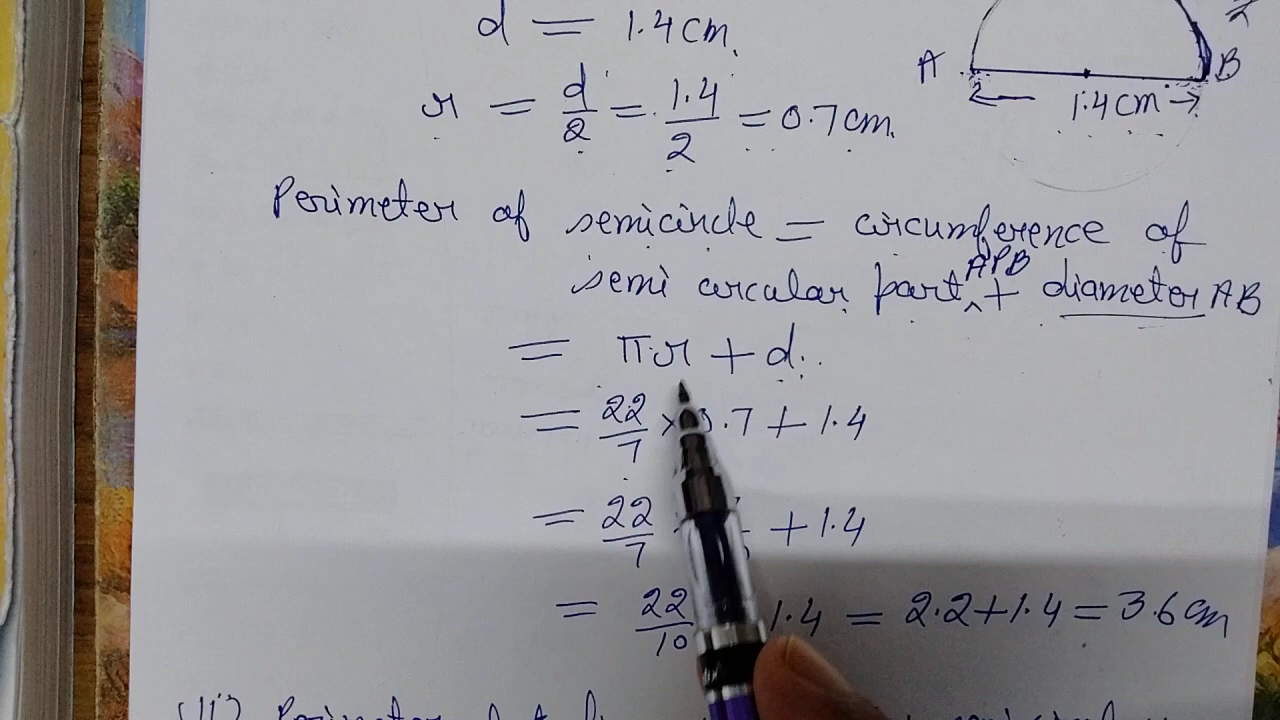 d = 1.4 cm.
r = d/2 = 1.4/2 = 0.7 cm.
A B
1.4 cm
Perimeter of semicircle = circumference of
semi circular part APB + diameter AB
= πr + d.
= 22/7 × 0.7 + 1.4
= 22/7 + 1.4
= 22/10 1.4 = 2.2 + 1.4 = 3.6 cm
(ii) Perimeter